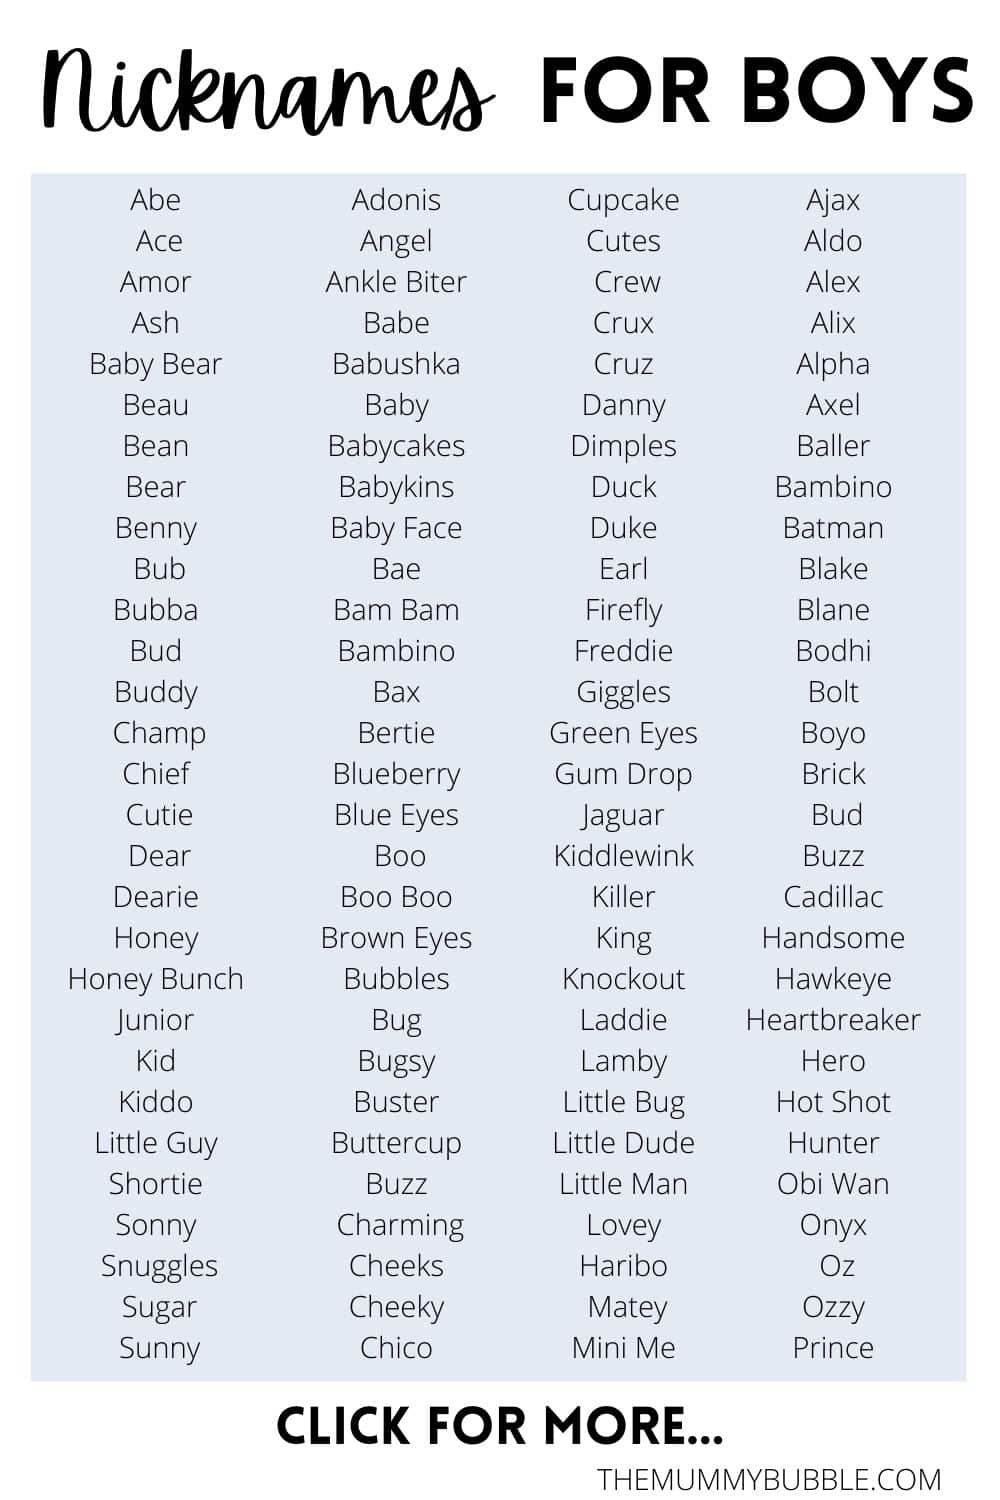 Nicknames FOR BOYS
Abe Adonis Cupcake Ajax
Ace Angel Cutes Aldo
Amor Ankle Biter Crew Alex
Ash Babe Crux Alix
Baby Bear Babushka Cruz Alpha
Beau Baby Danny Axel
Bean Babycakes Dimples Baller
Bear Babykins Duck Bambino
Benny Baby Face Duke Batman
Bub Bae Earl Blake
Bubba Bam Bam Firefly Blane
Bud Bambino Freddie Bodhi
Buddy Bax Giggles Bolt
Champ Bertie Green Eyes Boyo
Chief Blueberry Gum Drop Brick
Cutie Blue Eyes Jaguar Bud
Dear Boo Kiddlewink Buzz
Dearie Boo Boo Killer Cadillac
Honey Brown Eyes King Handsome
Honey Bunch Bubbles Knockout Hawkeye
Junior Bug Laddie Heartbreaker
Kid Bugsy Lamby Hero
Kiddo Buster Little Bug Hot Shot
Little Guy Buttercup Little Dude Hunter
Shortie Buzz Little Man Obi Wan
Sonny Charming Lovey Onyx
Snuggles Cheeks Haribo Oz
Sugar Cheeky Matey Ozzy
Sunny Chico Mini Me Prince
CLICK FOR MORE...
THEMUMMYBUBBLE.COM